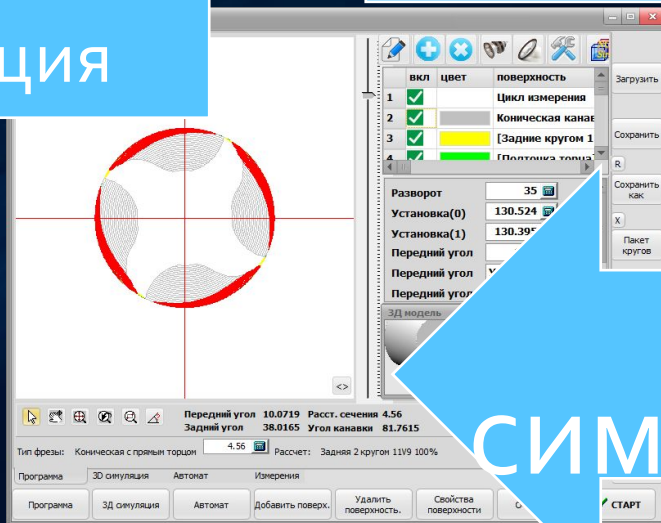 ция
вкл цвет поверхность
1 Цикл измерения
2 Коническая канав
3 [Задние кругом 1
4 [Подточка торца
Загрузить
Сохранить
R
Сохранить как
X
Пакет кругов
Разворот 35
Установка(0) 130.524
Установка(1) 130.395
Передний угол
Передний угол
Передний угол
3Д модель
<>
СИМ
Передний угол 10.0719 Расст. сечения 4.56
Задний угол 38.0165 Угол канавки 81.7615
Тип фрезы: Коническая с прямым торцом 4.56 Рассчет: Задняя 2 кругом 11V9 100%
Программа 3D симуляция Автомат Измерения
Программа 3Д симуляция Автомат Добавить поверх. Удалить поверхность. Свойства поверхности СТАРТ